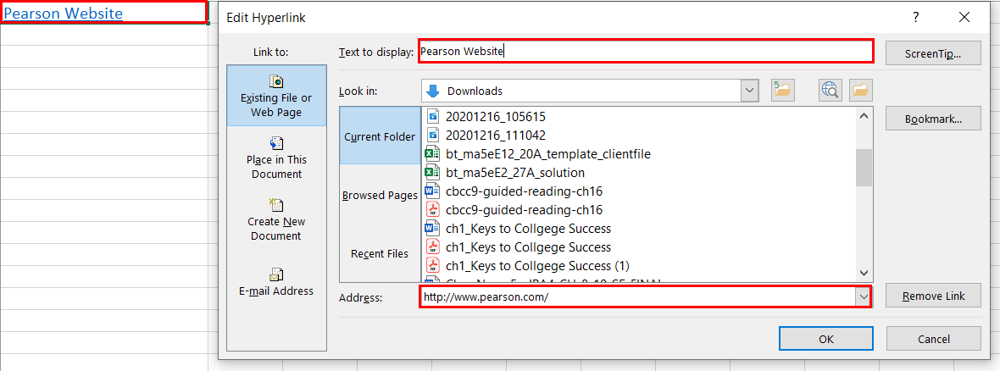 Pearson Website
Edit Hyperlink
?
Link to:
Text to display:
Pearson Website
ScreenTip...
Existing File or
Web Page
Look in:
Downloads
Current Folder
20201216_105615
20201216_111042
bt_ma5eE12_20A_template_clientfile
bt_ma5eE2_27A_solution
cbcc9-guided-reading-ch16
cbcc9-guided-reading-ch16
ch1_Keys to Collgege Success
ch1_Keys to Collgege Success
ch1_Keys to Collgege Success (1)
Bookmark...
Place in This
Document
Browsed Pages
Create New
Document
Recent Files
E-mail Address
Address:
http://www.pearson.com/
Remove Link
OK
Cancel